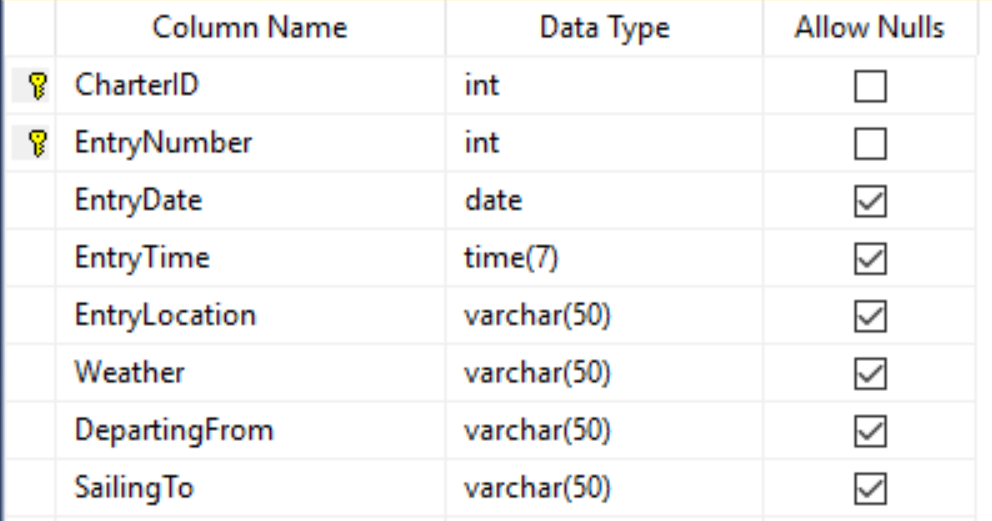 Column Name Data Type Allow Nulls
CharterID int
EntryNumber int
EntryDate date
EntryTime time(7)
EntryLocation varchar(50)
Weather varchar(50)
DepartingFrom varchar(50)
SailingTo varchar(50)